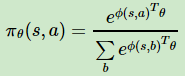 π_θ(s, a) = e^{ϕ(s,a)^T θ} / ∑_b e^{ϕ(s,b)^T θ}